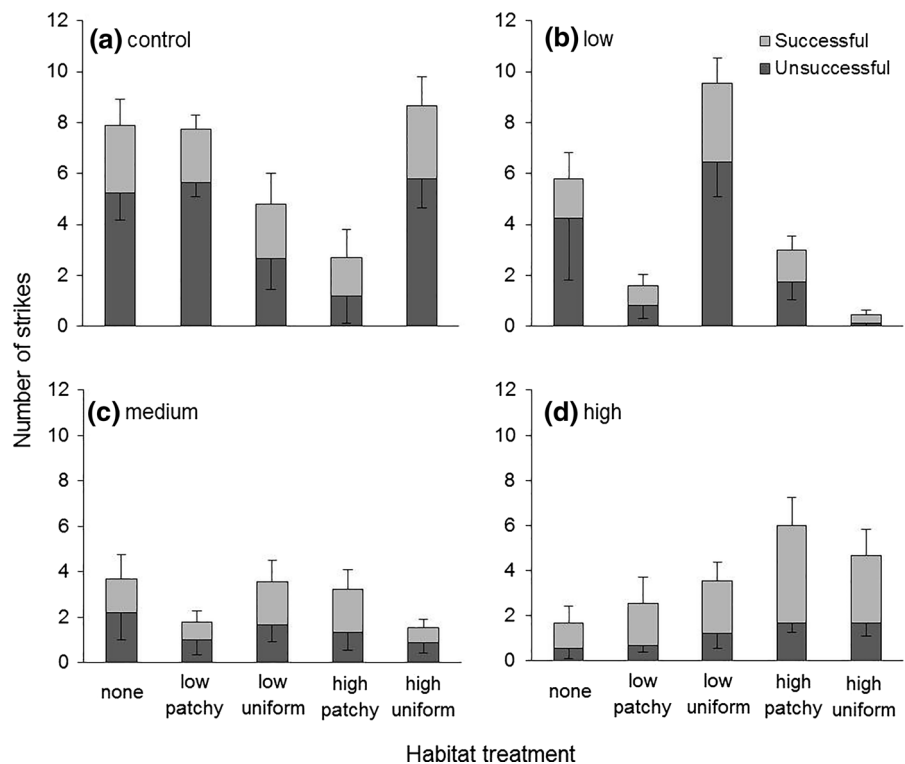 (a) control
12
10
8
6
4
2
0
(b) low
Successful
Unsuccessful
12
10
8
6
4
2
0
Number of strikes
(c) medium
12
10
8
6
4
2
0
none
low patchy
low uniform
high patchy
high uniform
(d) high
12
10
8
6
4
2
0
none
low patchy
low uniform
high patchy
high uniform
Habitat treatment